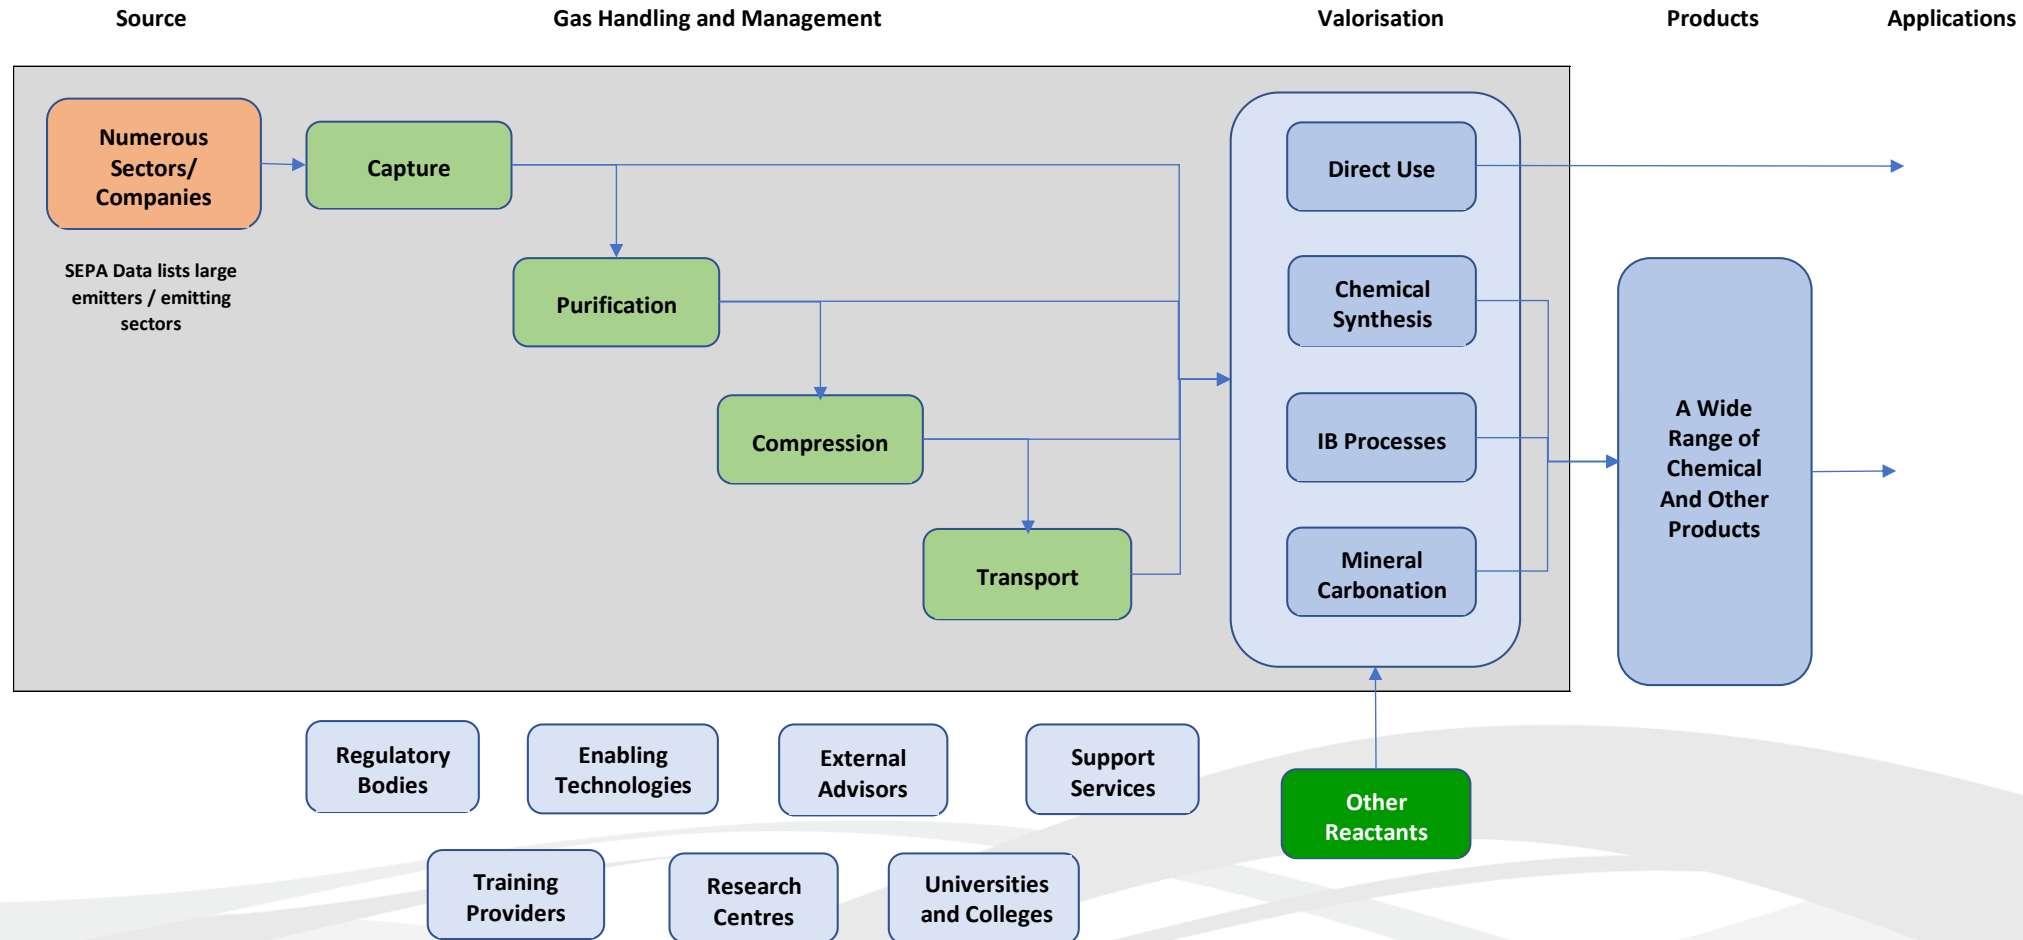 Source
Gas Handling and Management
Valorisation
Products
Applications
Numerous
Sectors/
Companies
SEPA Data lists large
emitters / emitting
sectors
Capture
Purification
Compression
Transport
Direct Use
Chemical
Synthesis
IB Processes
Mineral
Carbonation
A Wide
Range of
Chemical
And Other
Products
Regulatory
Bodies
Enabling
Technologies
External
Advisors
Support
Services
Other
Reactants
Training
Providers
Research
Centres
Universities
and Colleges